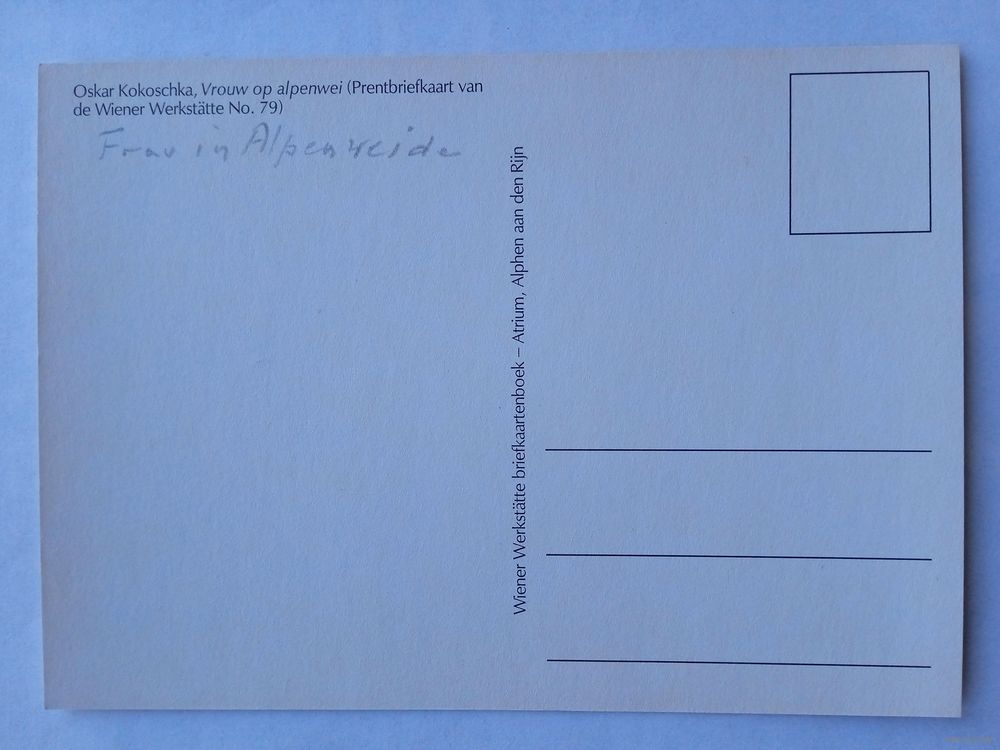 Oskar Kokoschka, Vrouw op alpenwei (Prentbriefkaart van
de Wiener Werkstätte No. 79)
Frau in Alpenweide
Wiener Werkstätte briefkaartenboek – Atrium, Alphen aan den Rijn